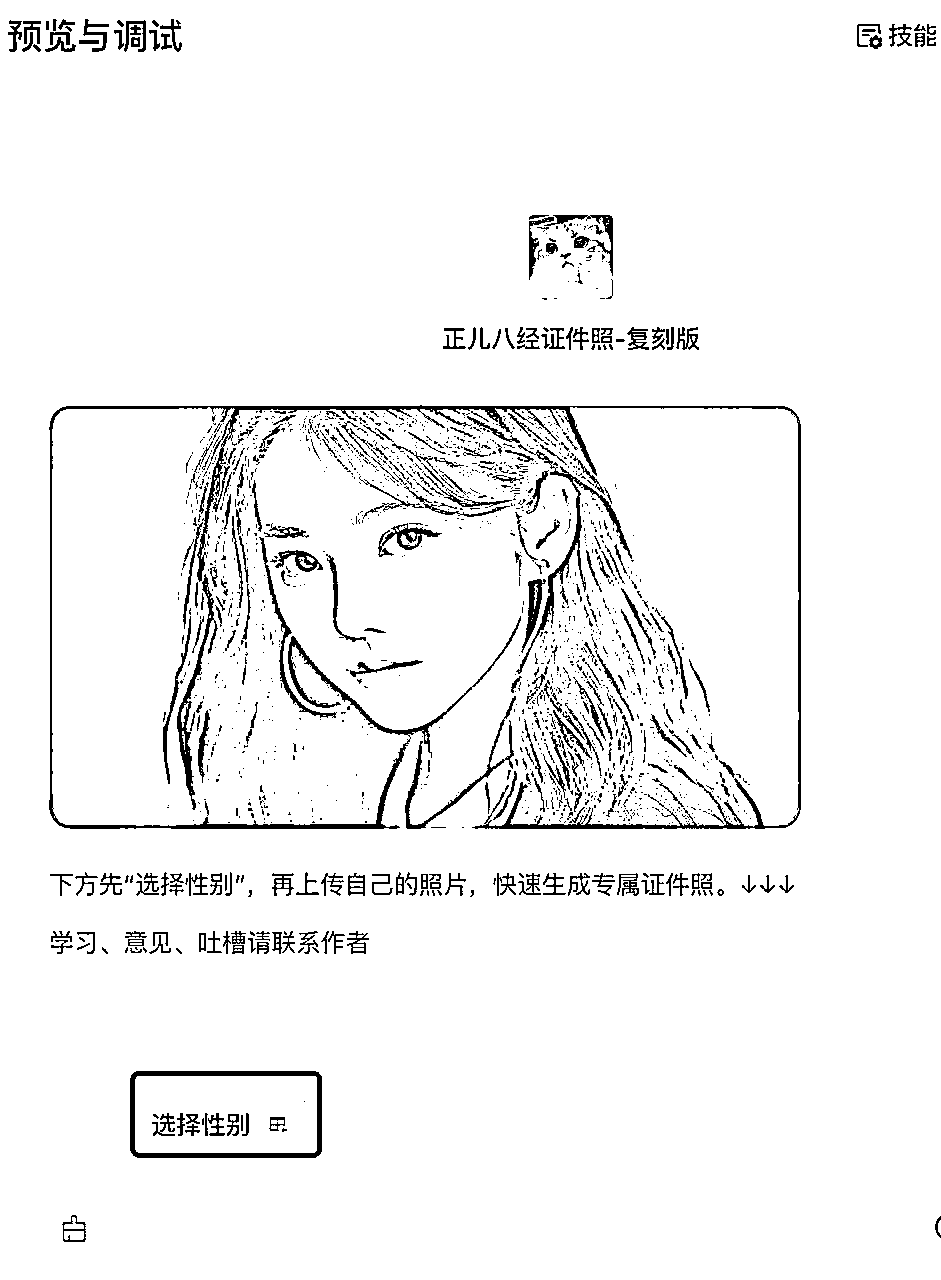 预览与调试
技能
正儿八经证件照-复刻版
下方先“选择性别”，再上传自己的照片，快速生成专属证件照。↓↓↓
学习、意见、吐槽请联系作者
选择性别